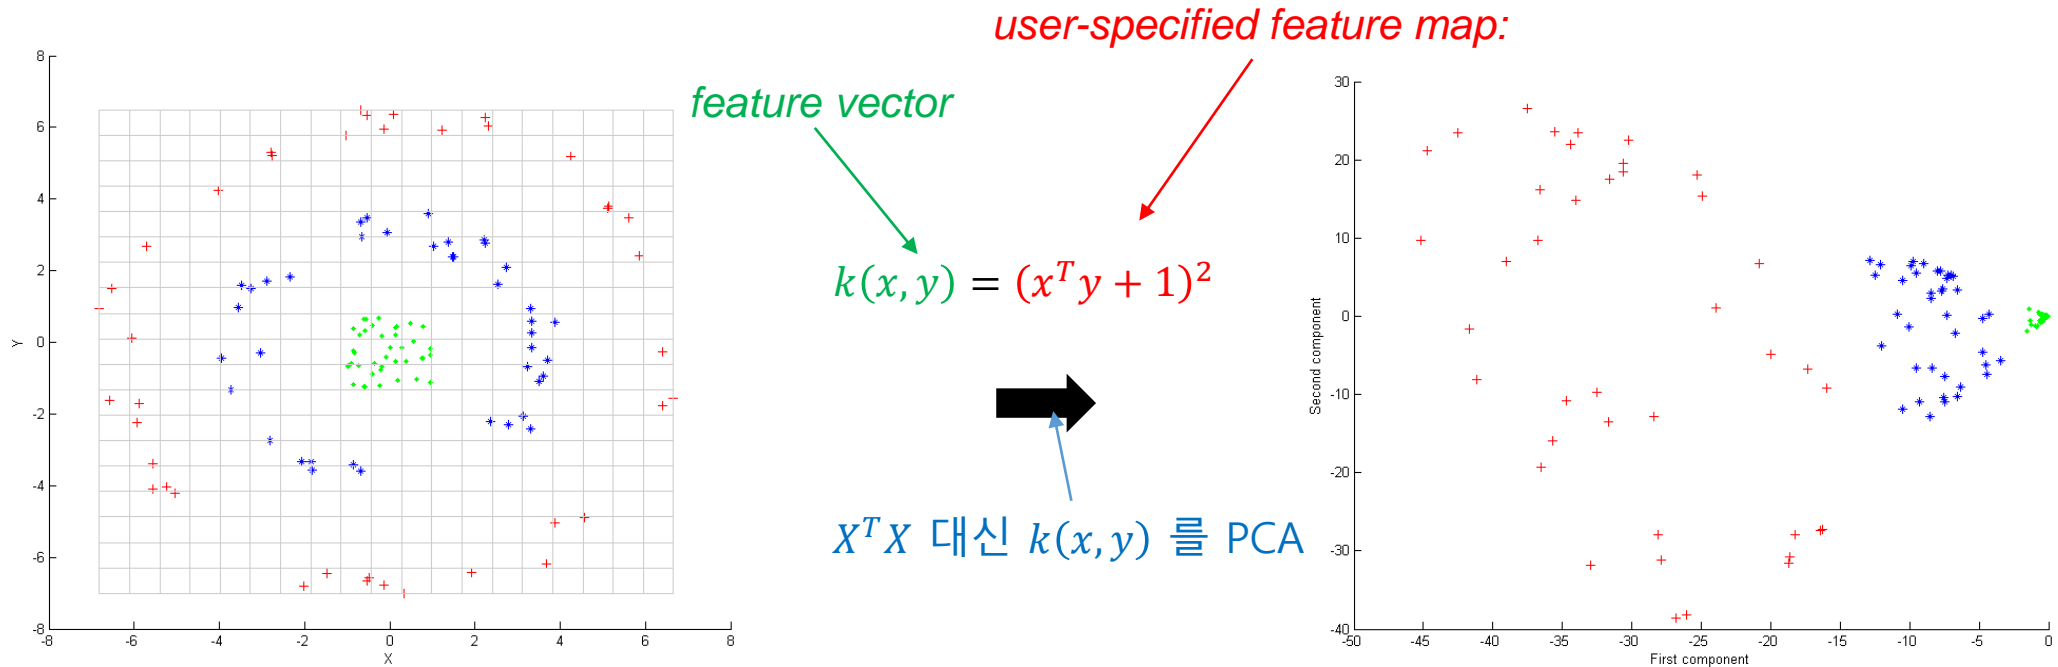 user-specified feature map:
feature vector
k(x, y) = (xᵀy + 1)²
XᵀX 대신 k(x, y) 를 PCA
8
6
4
2
0
-2
-4
-6
-8
Y
-8 -6 -4 -2 0 2 4 6 8
X
30
20
10
0
-10
-20
-30
-40
Second component
-50 -45 -40 -35 -30 -25 -20 -15 -10 -5 0
First component